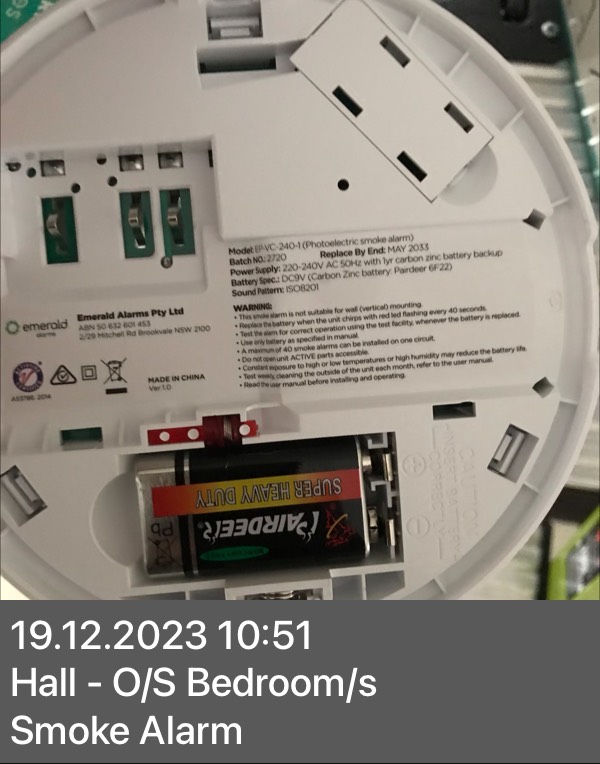 Model: EP-VC-240-1 (Photoelectric smoke alarm)
Batch NO.: 2720 Replace By End: MAY 2033
Power Supply: 220-240V AC 50Hz with 1yr carbon zinc battery backup
Battery Spec.: DC9V (Carbon Zinc battery: Pairdeer 6F22)
Sound Pattern: ISO8201
WARNING:
• This smoke alarm is not suitable for wall (vertical) mounting.
• Replace the battery when the unit chirps with red led flashing every 40 seconds.
• Test the alarm for correct operation using the test facility, whenever the battery is replaced.
• Use only battery as specified in manual.
• A maximum of 40 smoke alarms can be installed on one circuit.
• Do not open unit ACTIVE parts accessible.
• Constant exposure to high or low temperatures or high humidity may reduce the battery life.
• Test weekly, cleaning the outside of the unit each month, refer to the user manual.
• Read the user manual before installing and operating.
emerald
alarms
Emerald Alarms Pty Ltd
ABN 50 632 601 453
2/29 Mitchell Rd Brookvale NSW 2100
AS3786: 2014
MADE IN CHINA
Ver 1.0
SUPER HEAVY DUTY
PAIRDEER
Pb
19.12.2023 10:51
Hall - O/S Bedroom/s
Smoke Alarm